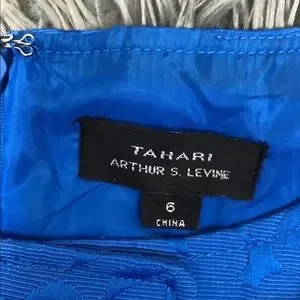 TAHARI
ARTHUR S. LEVINE
6
CHINA